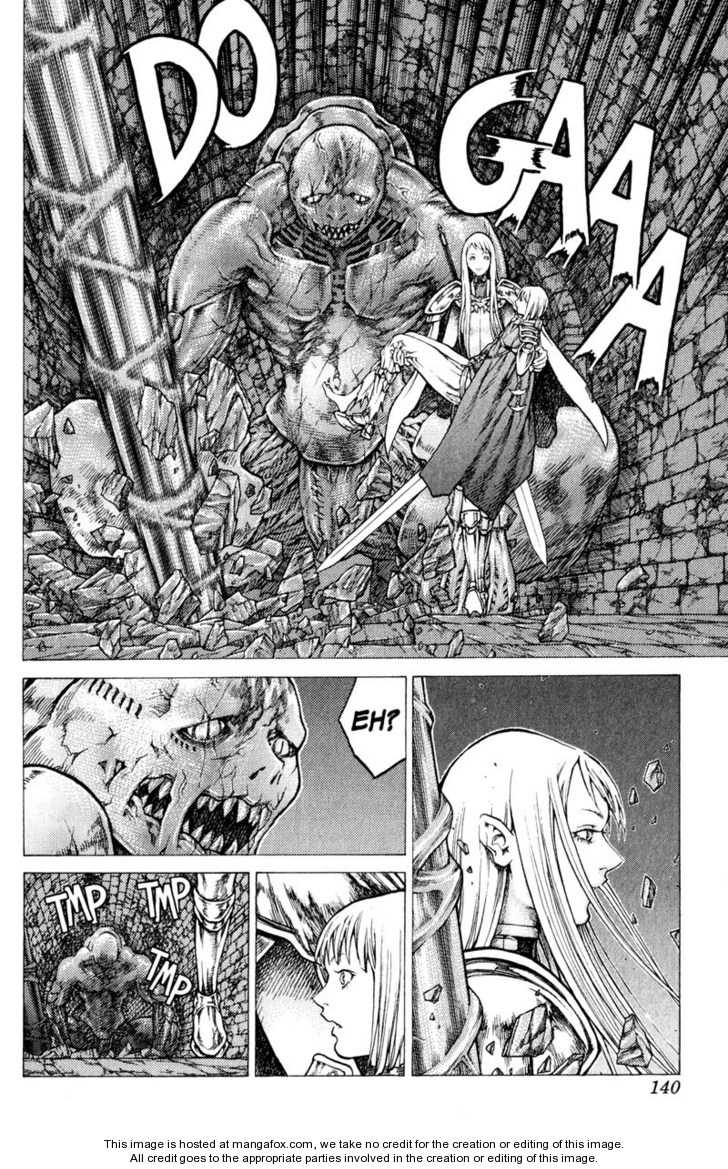 DO
GAAA
EH?
TMP
TMP
TMP
140
This image is hosted at mangafox.com, we take no credit for the creation or editing of this image.
All credit goes to the appropriate parties involved in the creation or editing of this image.